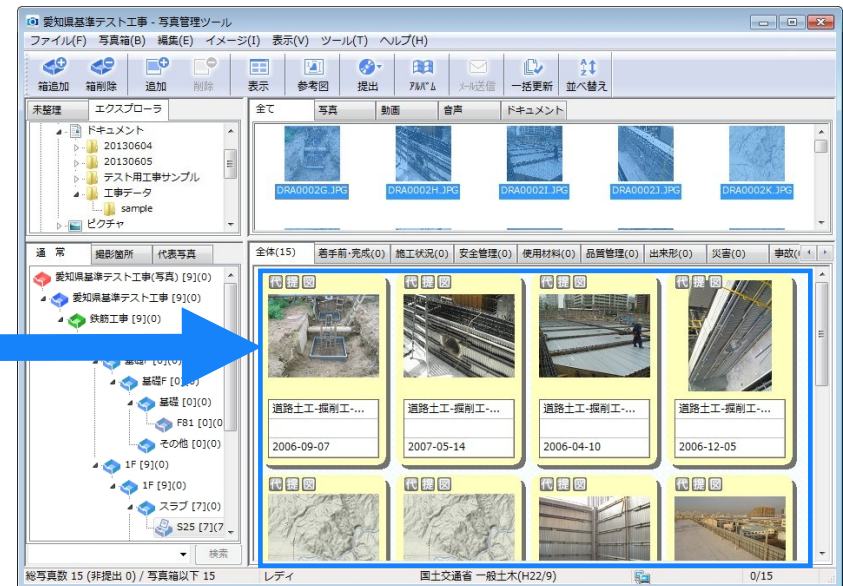 愛知県基準テスト工事 - 写真管理ツール
ファイル(F) 写真箱(B) 編集(E) イメージ(I) 表示(V) ツール(T) ヘルプ(H)
箱追加 箱削除 追加 削除 表示 参考図 提出 ｱﾙﾊﾞﾑ ﾒｰﾙ送信 一括更新 並べ替え
未整理 エクスプローラ
ドキュメント
20130604
20130605
テスト用工事サンプル
工事データ
sample
ピクチャ
全て 写真 動画 音声 ドキュメント
DRA0002G.JPG DRA0002H.JPG DRA0002I.JPG DRA0002J.JPG DRA0002K.JPG
通 常 撮影箇所 代表写真
愛知県基準テスト工事(写真) [9](0)
愛知県基準テスト工事 [9](0)
鉄筋工事 [9](0)
[0](0)
基礎F [0](0)
基礎 [0](0)
F81 [0](0
その他 [0](0)
1F [9](0)
1F [9](0)
スラブ [7](0)
S25 [7](7
検索
全体(15) 着手前･完成(0) 施工状況(0) 安全管理(0) 使用材料(0) 品質管理(0) 出来形(0) 災害(0) 事故(
代 提 図 代 提 図 代 提 図 代 提 図
道路土工-掘削工-... 道路土工-掘削工-... 道路土工-掘削工-... 道路土工-掘削工-...
2006-09-07 2007-05-14 2006-04-10 2006-12-05
代 提 図 代 提 図 代 提 図 代 提 図
総写真数 15 (非提出 0) / 写真箱以下 15 レディ 国土交通省 一般土木(H22/9) 0/15